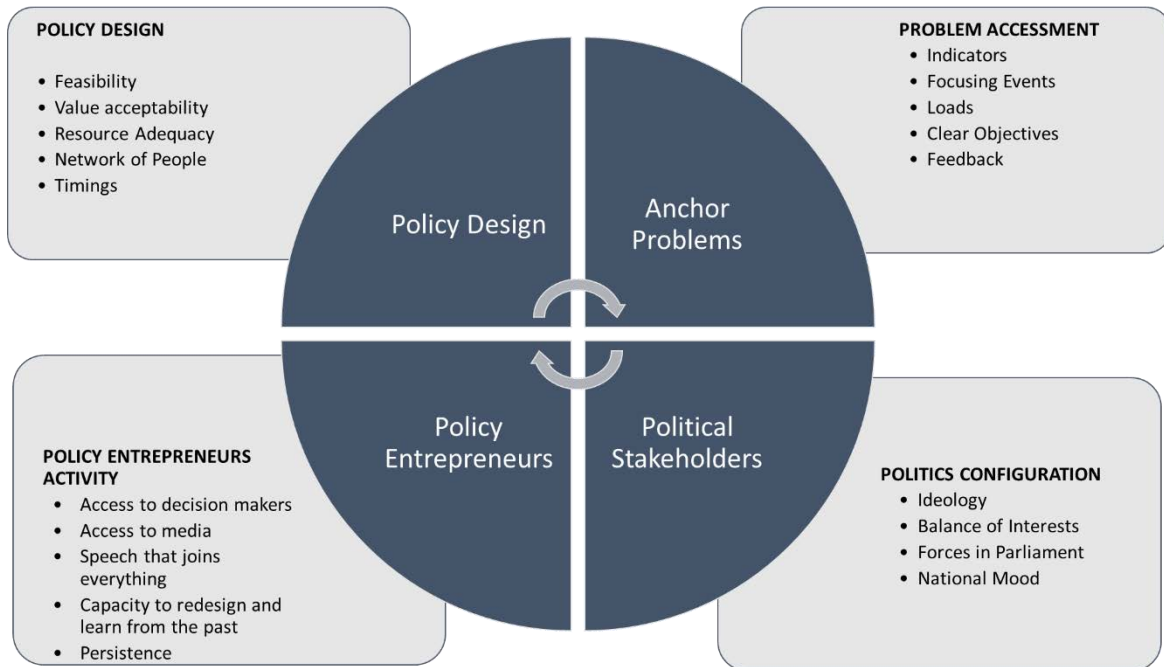 POLICY DESIGN
• Feasibility
• Value acceptability
• Resource Adequacy
• Network of People
• Timings
PROBLEM ACCESSMENT
• Indicators
• Focusing Events
• Loads
• Clear Objectives
• Feedback
Policy Design
Anchor
Problems
Policy
Entrepreneurs
Political
Stakeholders
POLICY ENTREPRENEURS
ACTIVITY
• Access to decision makers
• Access to media
• Speech that joins
everything
• Capacity to redesign and
learn from the past
• Persistence
POLITICS CONFIGURATION
• Ideology
• Balance of Interests
• Forces in Parliament
• National Mood